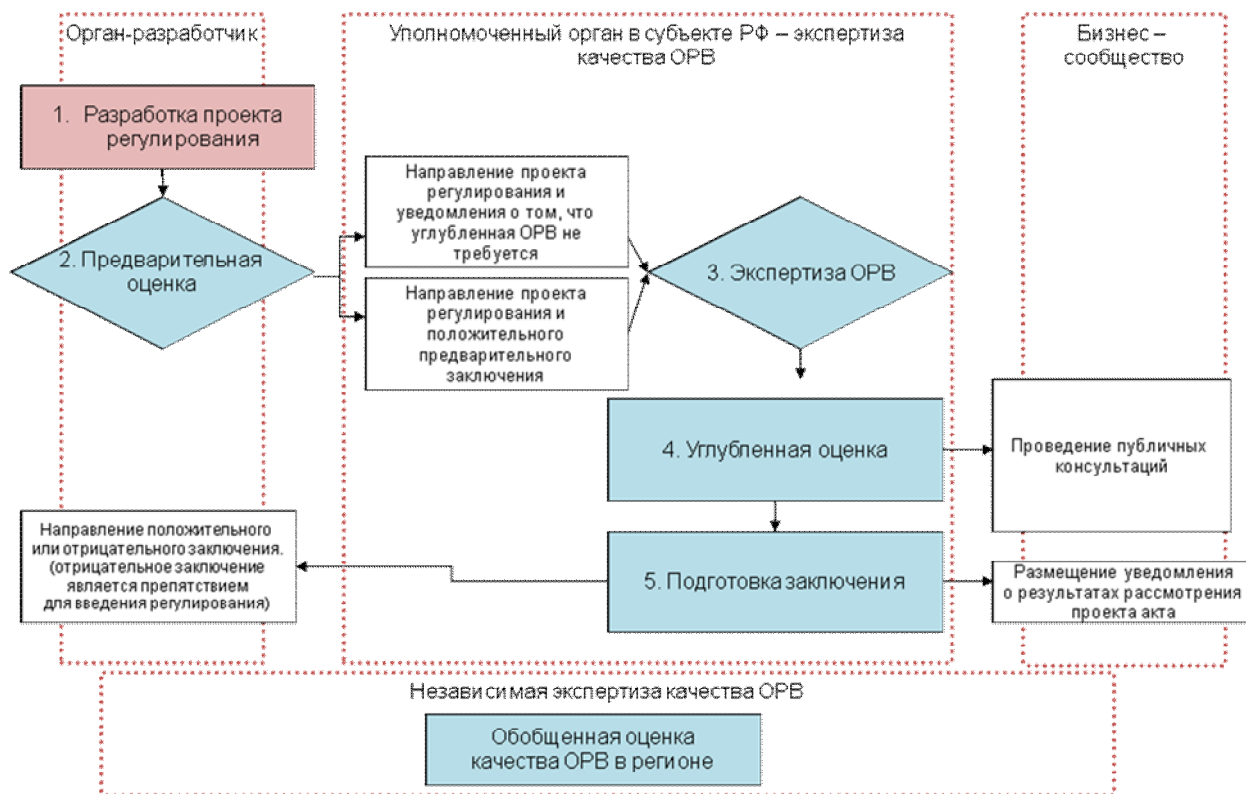 Орган-разработчик
Уполномоченный орган в субъекте РФ – экспертиза
качества ОРВ
Бизнес –
сообщество
1. Разработка проекта
регулирования
2. Предварительная
оценка
Направление проекта
регулирования и
уведомления о том, что
углубленная ОРВ не
требуется
Направление проекта
регулирования и
положительного
предварительного
заключения
3. Экспертиза ОРВ
4. Углубленная оценка
Проведение публичных
консультаций
Направление положительного
или отрицательного заключения.
(отрицательное заключение
является препятствием
для введения регулирования)
5. Подготовка заключения
Размещение уведомления
о результатах рассмотрения
проекта акта
Независимая экспертиза качества ОРВ
Обобщенная оценка
качества ОРВ в регионе